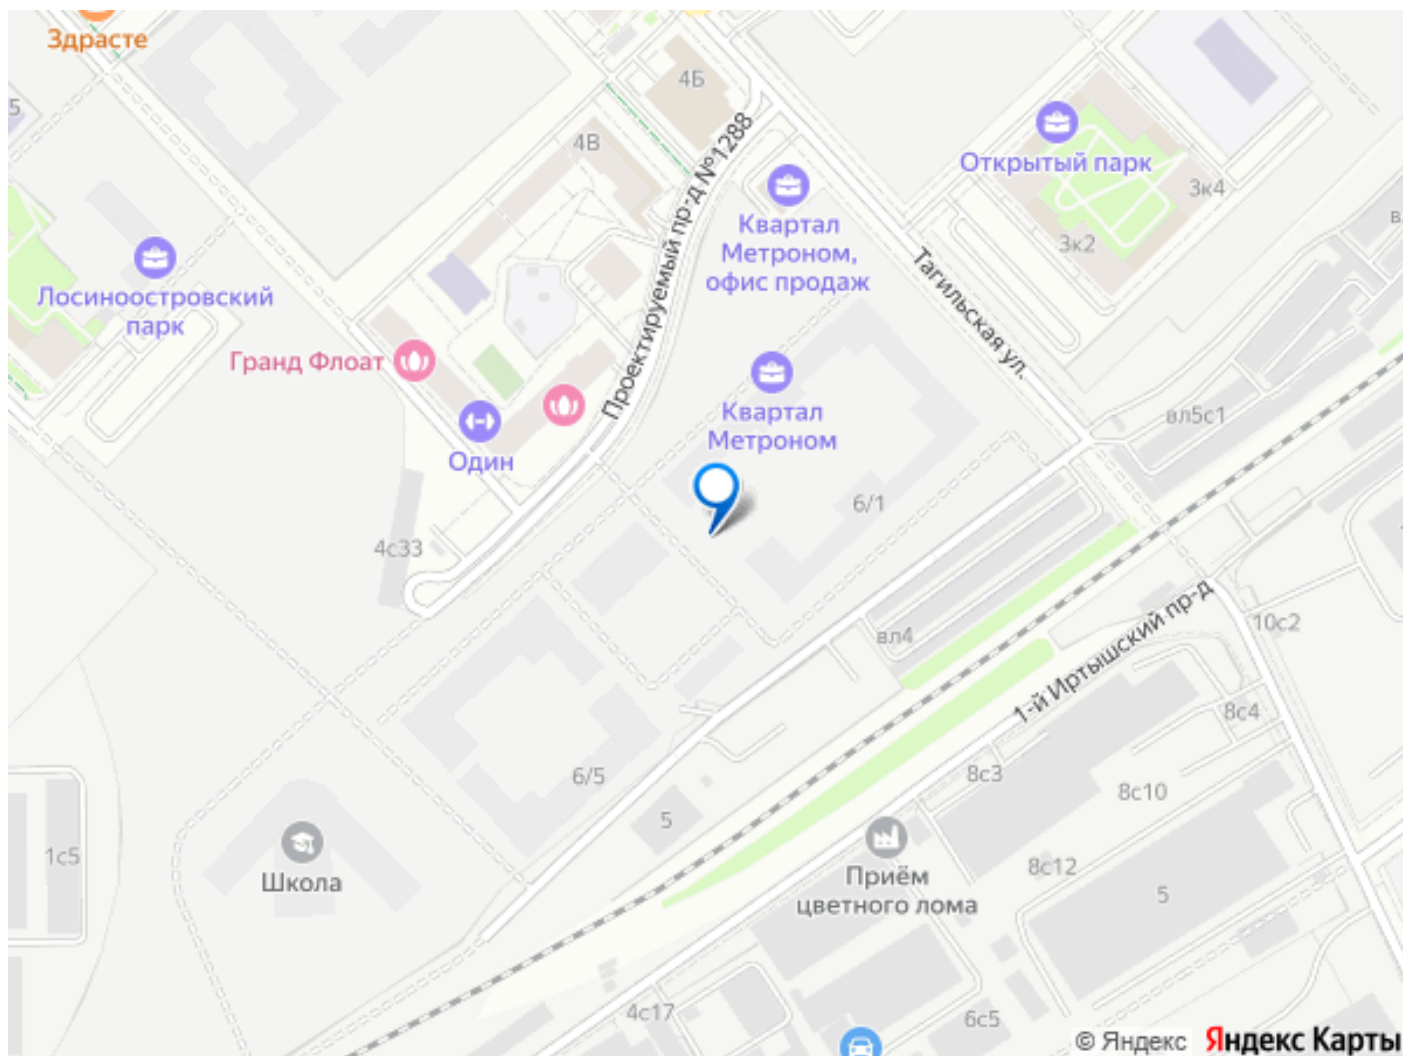 Здрасте
4Б
5
4В
Проектируемый пр-д №1288
Открытый парк
3к4
Квартал
Метроном,
офис продаж
3к2
Тагильская ул.
Лосиноостровский
парк
Гранд Флоат
Квартал
Метроном
вл5с1
Один
6/1
4с33
1-й Иртышский пр-д
10с2
вл4
8с4
6/5
8с3
8с10
5
1с5
Школа
Приём
цветного лома
8с12
5
4с17
6с5
© Яндекс Яндекс Карты